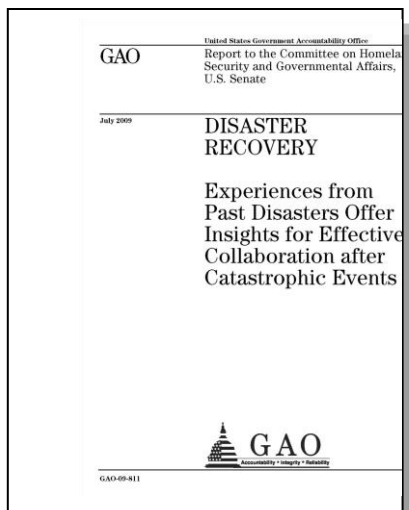 United States Government Accountability Office
GAO
Report to the Committee on Homela
Security and Governmental Affairs,
U.S. Senate
July 2009
DISASTER
RECOVERY
Experiences from
Past Disasters Offer
Insights for Effective
Collaboration after
Catastrophic Events
GAO
Accountability * Integrity * Reliability
GAO-09-811